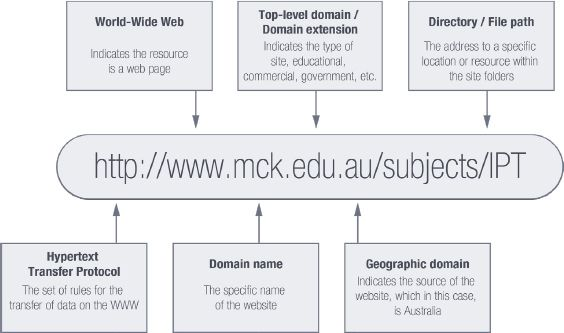 World-Wide Web
Indicates the resource
is a web page
Top-level domain /
Domain extension
Indicates the type of
site, educational,
commercial, government, etc.
Directory / File path
The address to a specific
location or resource within
the site folders
http://www.mck.edu.au/subjects/IPT
Hypertext
Transfer Protocol
The set of rules for the
transfer of data on the WWW
Domain name
The specific name
of the website
Geographic domain
Indicates the source of the
website, which in this case,
is Australia